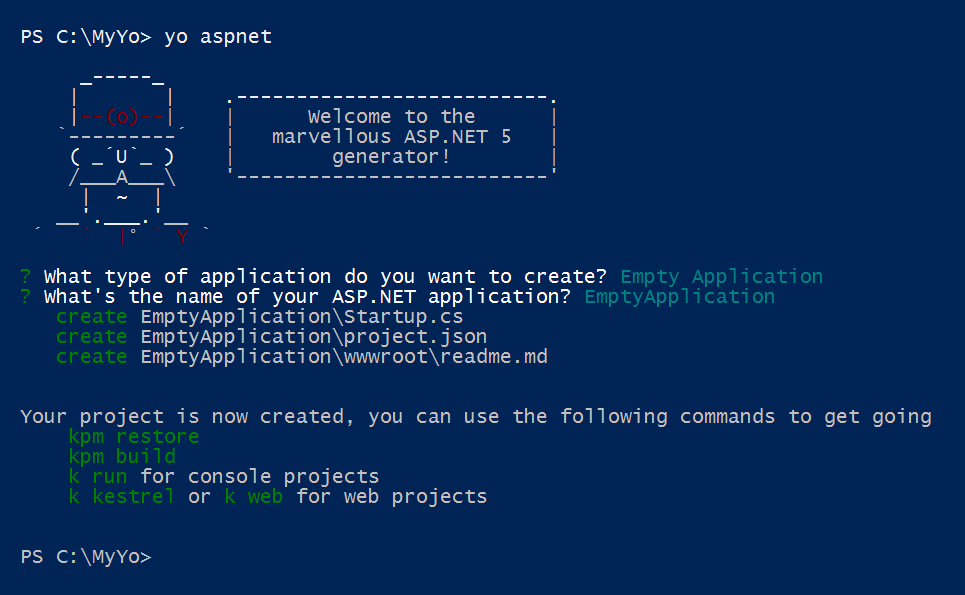 PS C:\MyYo> yo aspnet
     _-----_
    |       |    .--------------------------.
    |--(o)--|    |      Welcome to the      |
   `---------´   |   marvellous ASP.NET 5   |
    ( _´U`_ )    |        generator!        |
    /___A___\    '--------------------------'
     |  ~  |
   __'.___.'__
 ´   `  |° ´ Y `
? What type of application do you want to create? Empty Application
? What's the name of your ASP.NET application? EmptyApplication
   create EmptyApplication\Startup.cs
   create EmptyApplication\project.json
   create EmptyApplication\wwwroot\readme.md
Your project is now created, you can use the following commands to get going
    kpm restore
    kpm build
    k run for console projects
    k kestrel or k web for web projects
PS C:\MyYo>